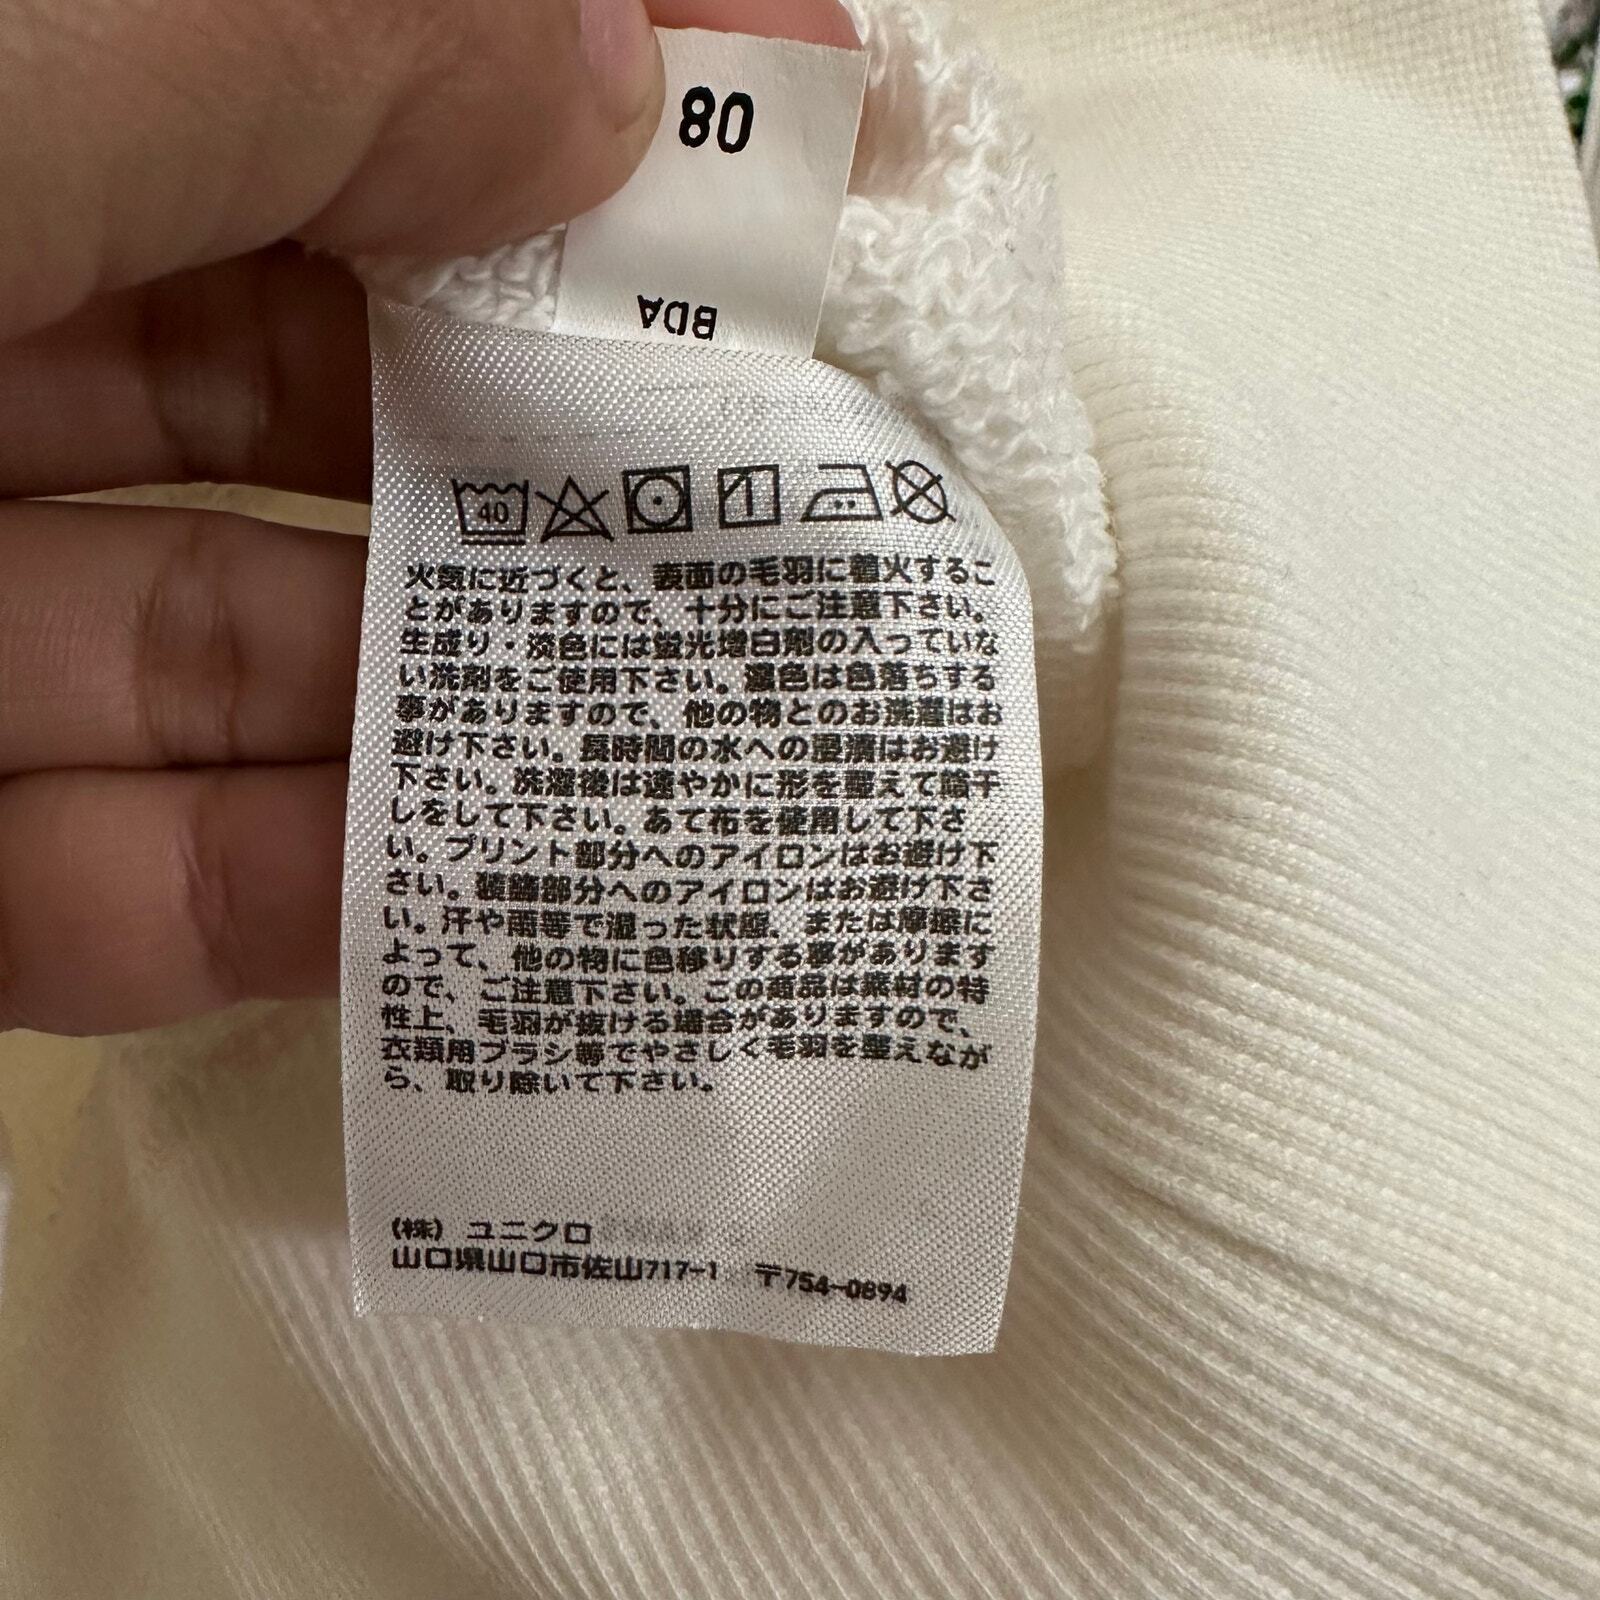 80
BDA
40
火気に近づくと、表面の毛羽に着火するこ
とがありますので、十分にご注意下さい。
生成り・淡色には蛍光増白剤の入っていな
い洗剤をご使用下さい。濃色は色落ちする
事がありますので、他の物とのお洗濯はお
避け下さい。長時間の水への浸漬はお避け
下さい。洗濯後は速やかに形を整えて陰干
しをして下さい。あて布を使用して下さ
い。プリント部分へのアイロンはお避け下
さい。装飾部分へのアイロンはお避け下さ
い。汗や雨等で湿った状態、または摩擦に
よって、他の物に色移りする事があります
ので、ご注意下さい。この商品は素材の特
性上、毛羽が抜ける場合がありますので、
衣類用ブラシ等でやさしく毛羽を整えなが
ら、取り除いて下さい。
(株) ユニクロ
山口県山口市佐山717-1 〒754-0894